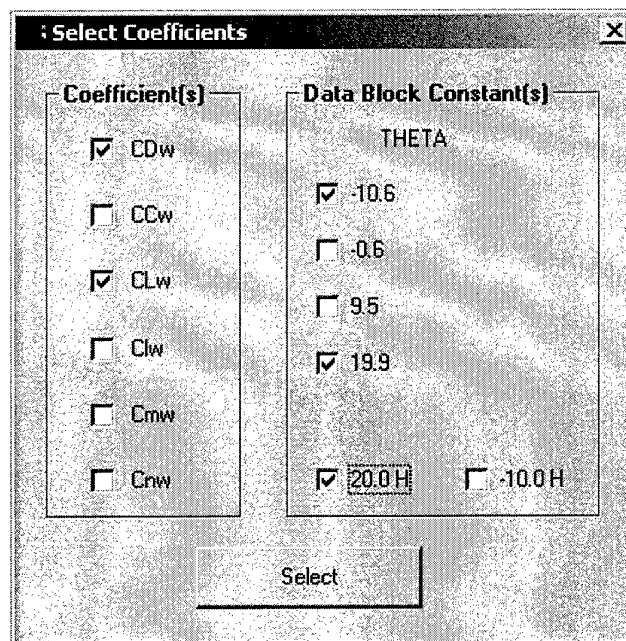 Select Coefficients
Coefficient(s)
CDw
CCw
CLw
Clw
Cmw
Cnw
Data Block Constant(s)
THETA
-10.6
-0.6
9.5
19.9
20.0 H
-10.0 H
Select